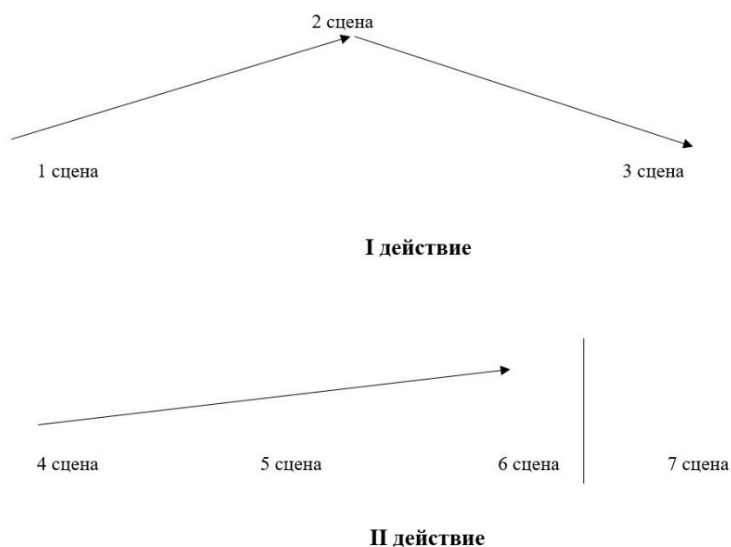 2 сцена
1 сцена 3 сцена
I действие
4 сцена 5 сцена 6 сцена 7 сцена
II действие